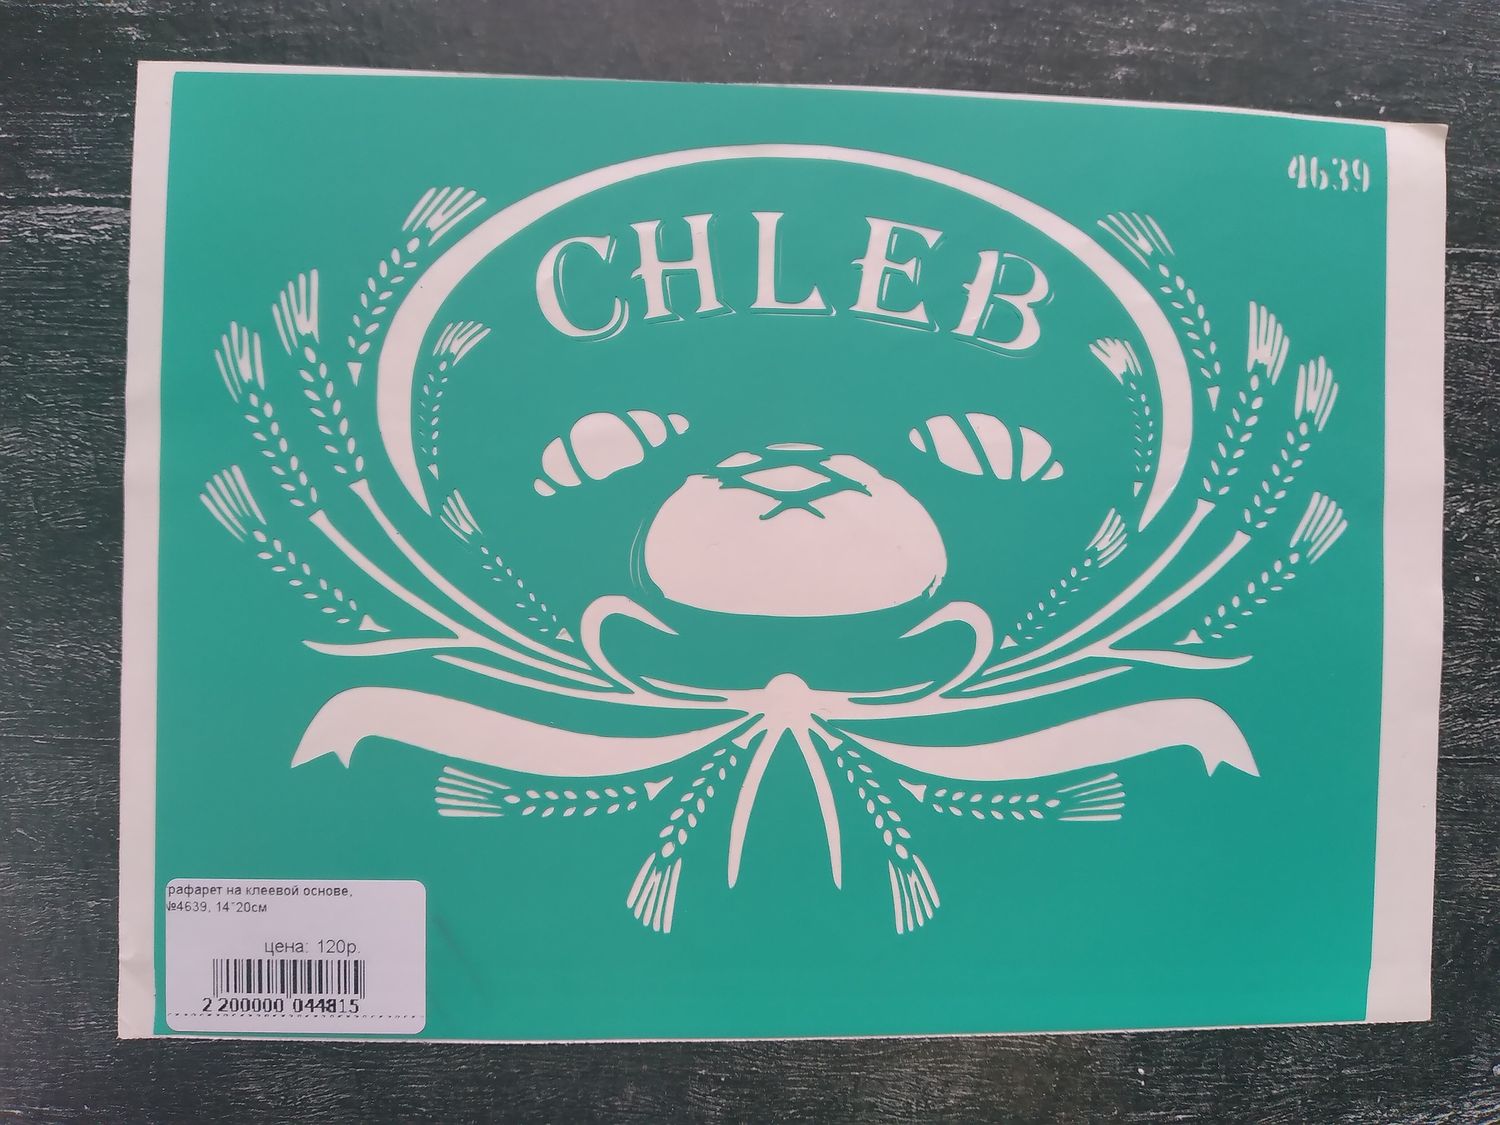 4639
CHLEB
рафарет на клеевой основе,
№4639, 14*20см
цена: 120р.
2 200000 044815